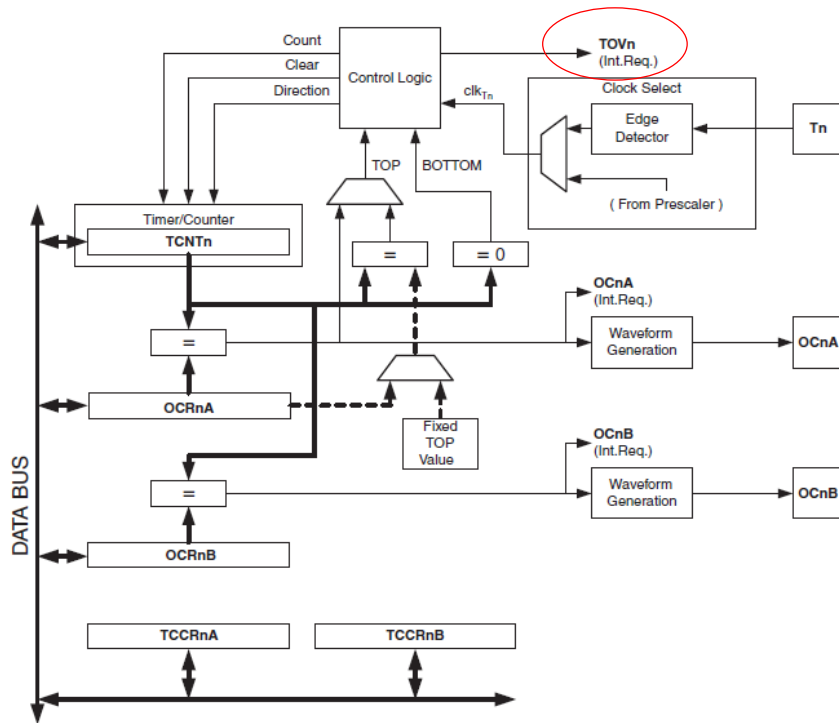 Count
Clear
Direction
Control Logic
TOVn
(Int.Req.)
clkTn
Clock Select
Edge
Detector
Tn
( From Prescaler )
TOP
BOTTOM
Timer/Counter
TCNTn
=
= 0
OCnA
(Int.Req.)
=
Waveform
Generation
OCnA
OCRnA
Fixed
TOP
Value
OCnB
(Int.Req.)
=
Waveform
Generation
OCnB
OCRnB
DATA BUS
TCCRnA
TCCRnB